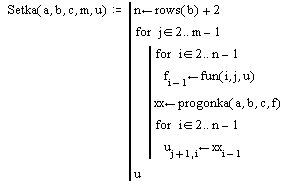 Setka(a,b,c,m,u) := n←rows(b)+2
for j∈2..m−1
for i∈2..n−1
f_{i−1}←fun(i,j,u)
xx←progonka(a,b,c,f)
for i∈2..n−1
u_{j+1,i}←xx_{i−1}
u